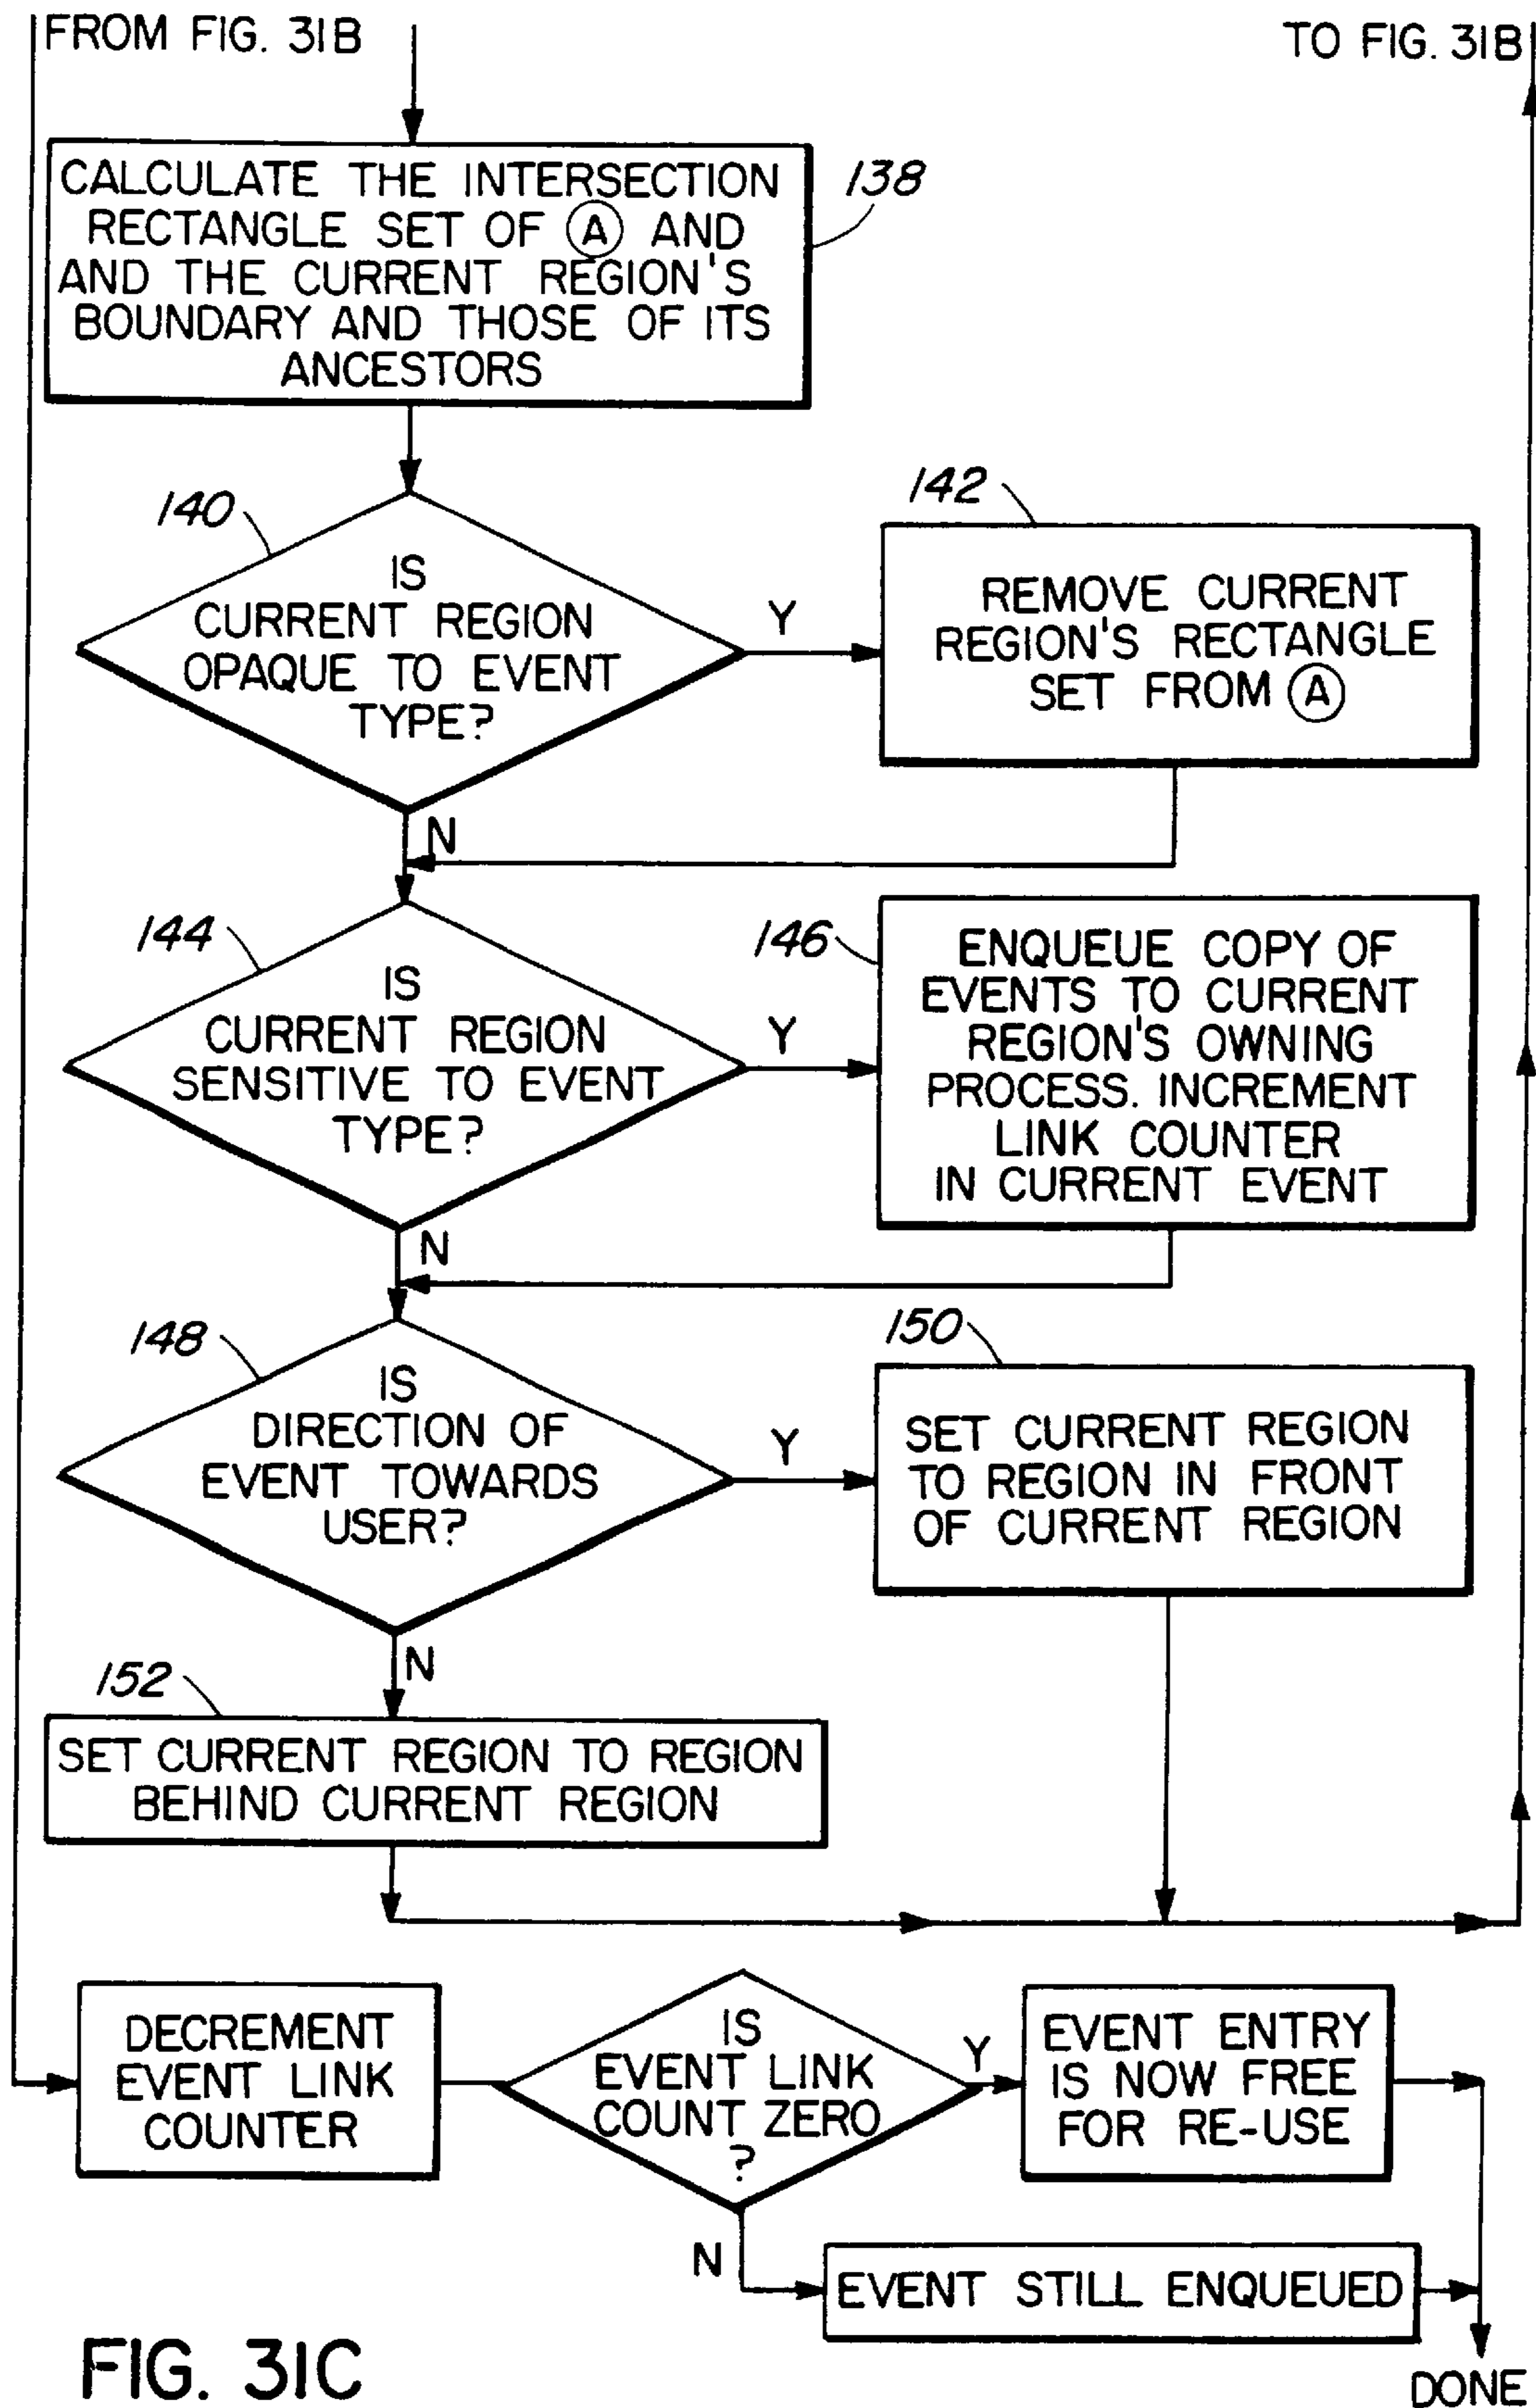 FROM FIG. 31B
TO FIG. 31B
CALCULATE THE INTERSECTION
RECTANGLE SET OF A AND
AND THE CURRENT REGION'S
BOUNDARY AND THOSE OF ITS
ANCESTORS
138
140
IS
CURRENT REGION
OPAQUE TO EVENT
TYPE?
Y
142
REMOVE CURRENT
REGION'S RECTANGLE
SET FROM A
N
144
IS
CURRENT REGION
SENSITIVE TO EVENT
TYPE?
Y
146
ENQUEUE COPY OF
EVENTS TO CURRENT
REGION'S OWNING
PROCESS. INCREMENT
LINK COUNTER
IN CURRENT EVENT
N
148
IS
DIRECTION OF
EVENT TOWARDS
USER?
Y
150
SET CURRENT REGION
TO REGION IN FRONT
OF CURRENT REGION
N
152
SET CURRENT REGION TO REGION
BEHIND CURRENT REGION
DECREMENT
EVENT LINK
COUNTER
IS
EVENT LINK
COUNT ZERO
?
Y
EVENT ENTRY
IS NOW FREE
FOR RE-USE
N
EVENT STILL ENQUEUED
DONE
FIG. 31C